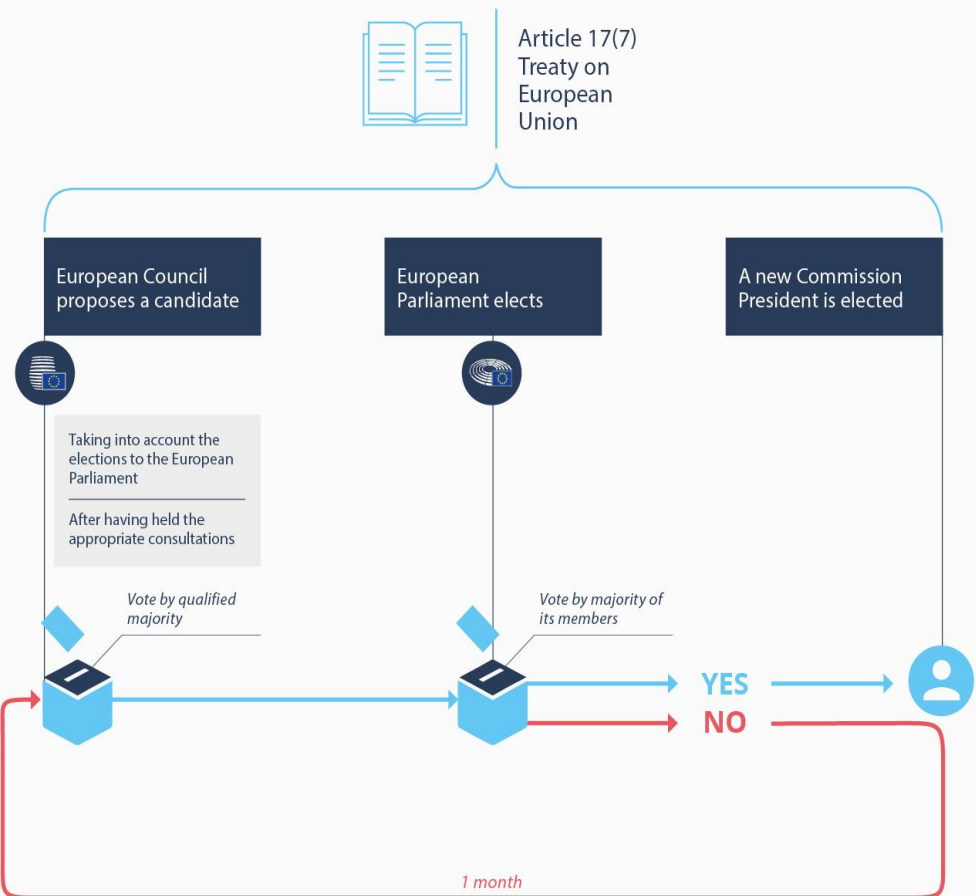 Article 17(7)
Treaty on
European
Union
European Council
proposes a candidate
European
Parliament elects
A new Commission
President is elected
Taking into account the
elections to the European
Parliament
After having held the
appropriate consultations
Vote by qualified
majority
Vote by majority of
its members
YES
NO
1 month